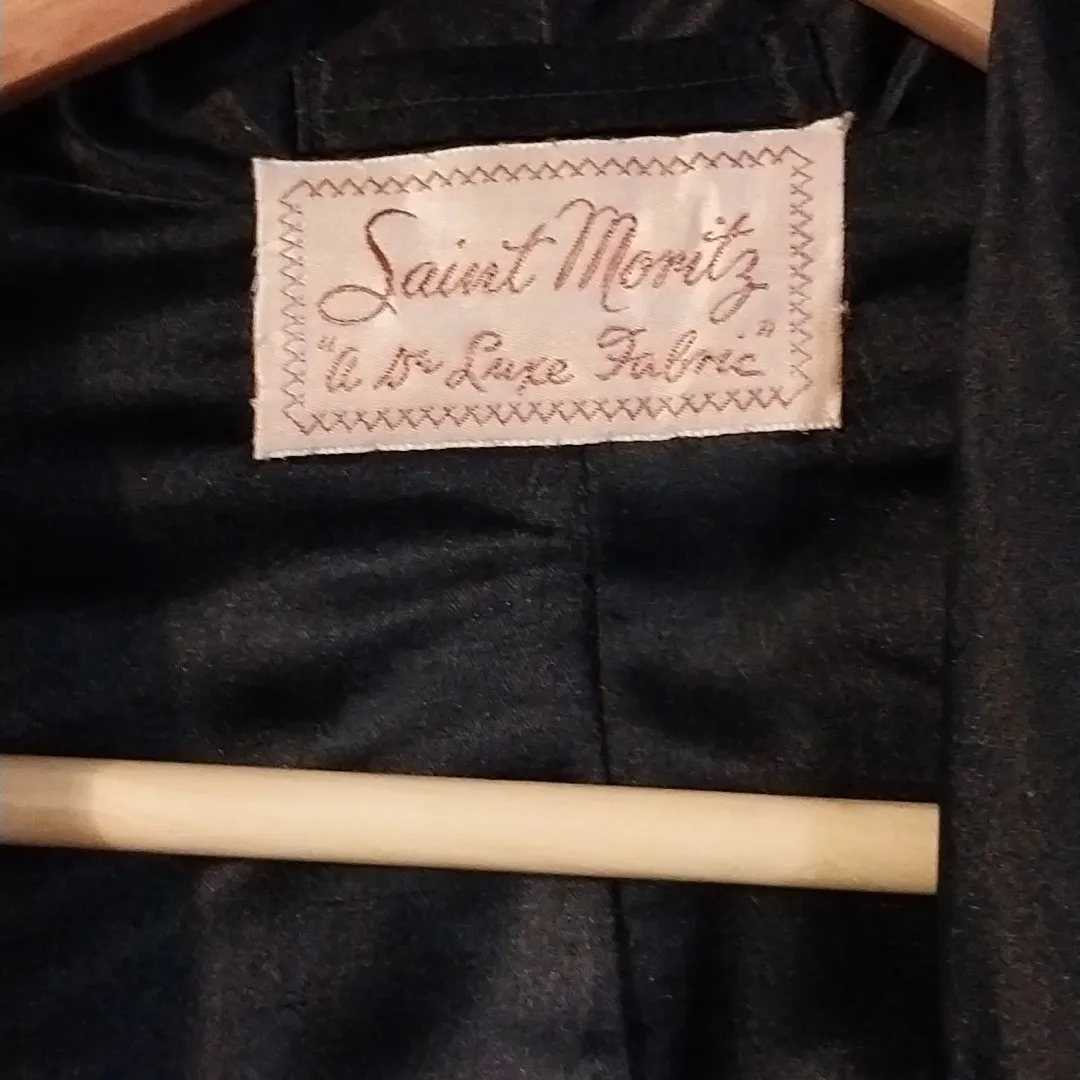 Saint Moritz
"A De Luxe Fabric"